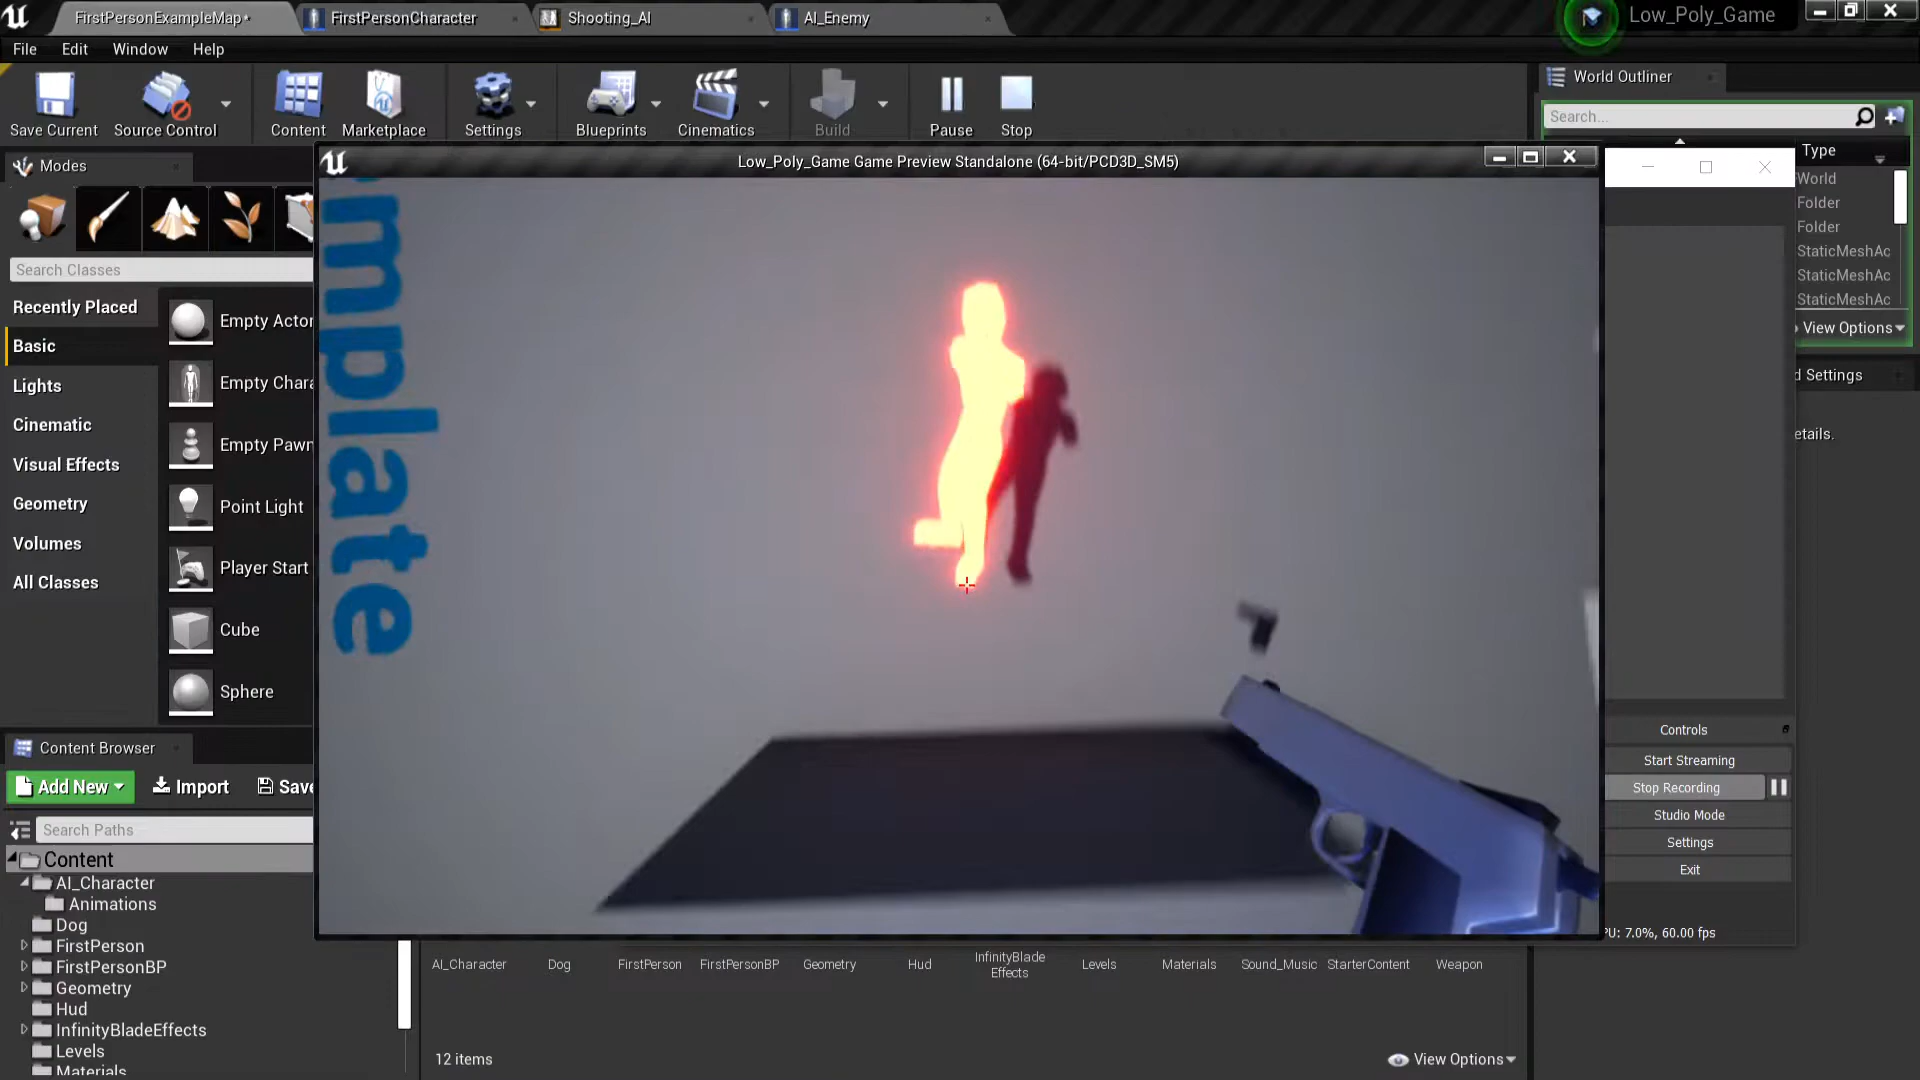 FirstPersonExampleMap*
FirstPersonCharacter
Shooting_AI
AI_Enemy
Low_Poly_Game
File Edit Window Help
Save Current
Source Control
Content
Marketplace
Settings
Blueprints
Cinematics
Build
Pause
Stop
World Outliner
Search...
Type
World
Folder
Folder
StaticMeshAc
StaticMeshAc
StaticMeshAc
View Options
d Settings
etails.
Modes
Search Classes
Recently Placed
Basic
Lights
Cinematic
Visual Effects
Geometry
Volumes
All Classes
Empty Actor
Empty Chara
Empty Pawn
Point Light
Player Start
Cube
Sphere
Low_Poly_Game Game Preview Standalone (64-bit/PCD3D_SM5)
mplate
Controls
Start Streaming
Stop Recording
Studio Mode
Settings
Exit
PU: 7.0%, 60.00 fps
Content Browser
Add New
Import
Save
Search Paths
Content
AI_Character
Animations
Dog
FirstPerson
FirstPersonBP
Geometry
Hud
InfinityBladeEffects
Levels
Materials
AI_Character
Dog
FirstPerson
FirstPersonBP
Geometry
Hud
InfinityBlade
Effects
Levels
Materials
Sound_Music
StarterContent
Weapon
12 items
View Options